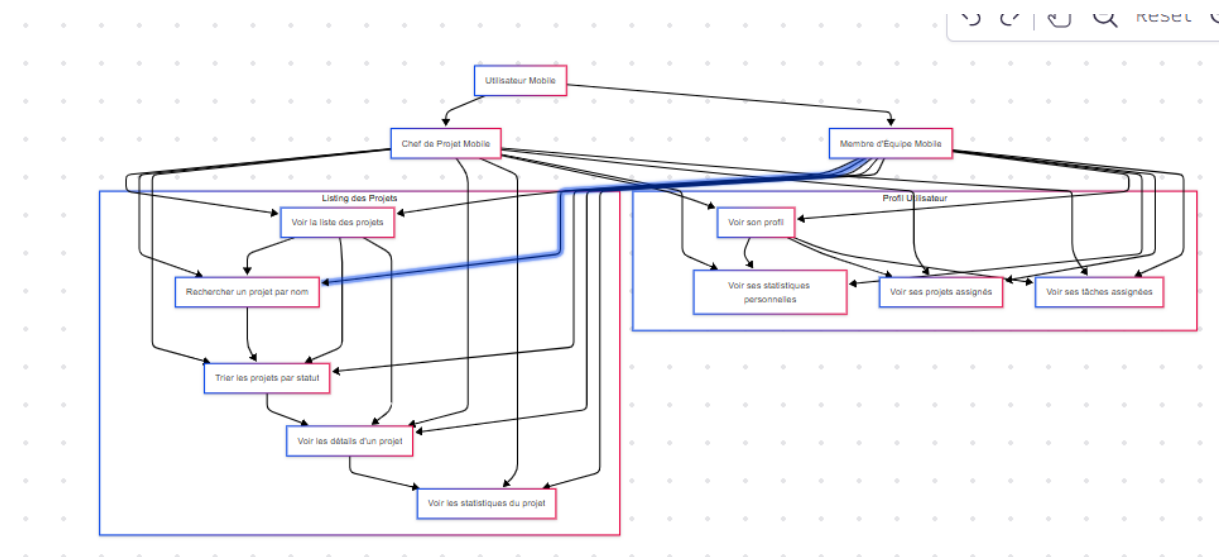 Reset
Utilisateur Mobile
Chef de Projet Mobile
Membre d'Equipe Mobile
Listing des Projets
Profil Utilisateur
Voir la liste des projets
Voir son profil
Rechercher un projet par nom
Voir ses statistiques
personnelles
Voir ses projets assignés
Voir ses tâches assignées
Trier les projets par statut
Voir les détails d'un projet
Voir les statistiques du projet